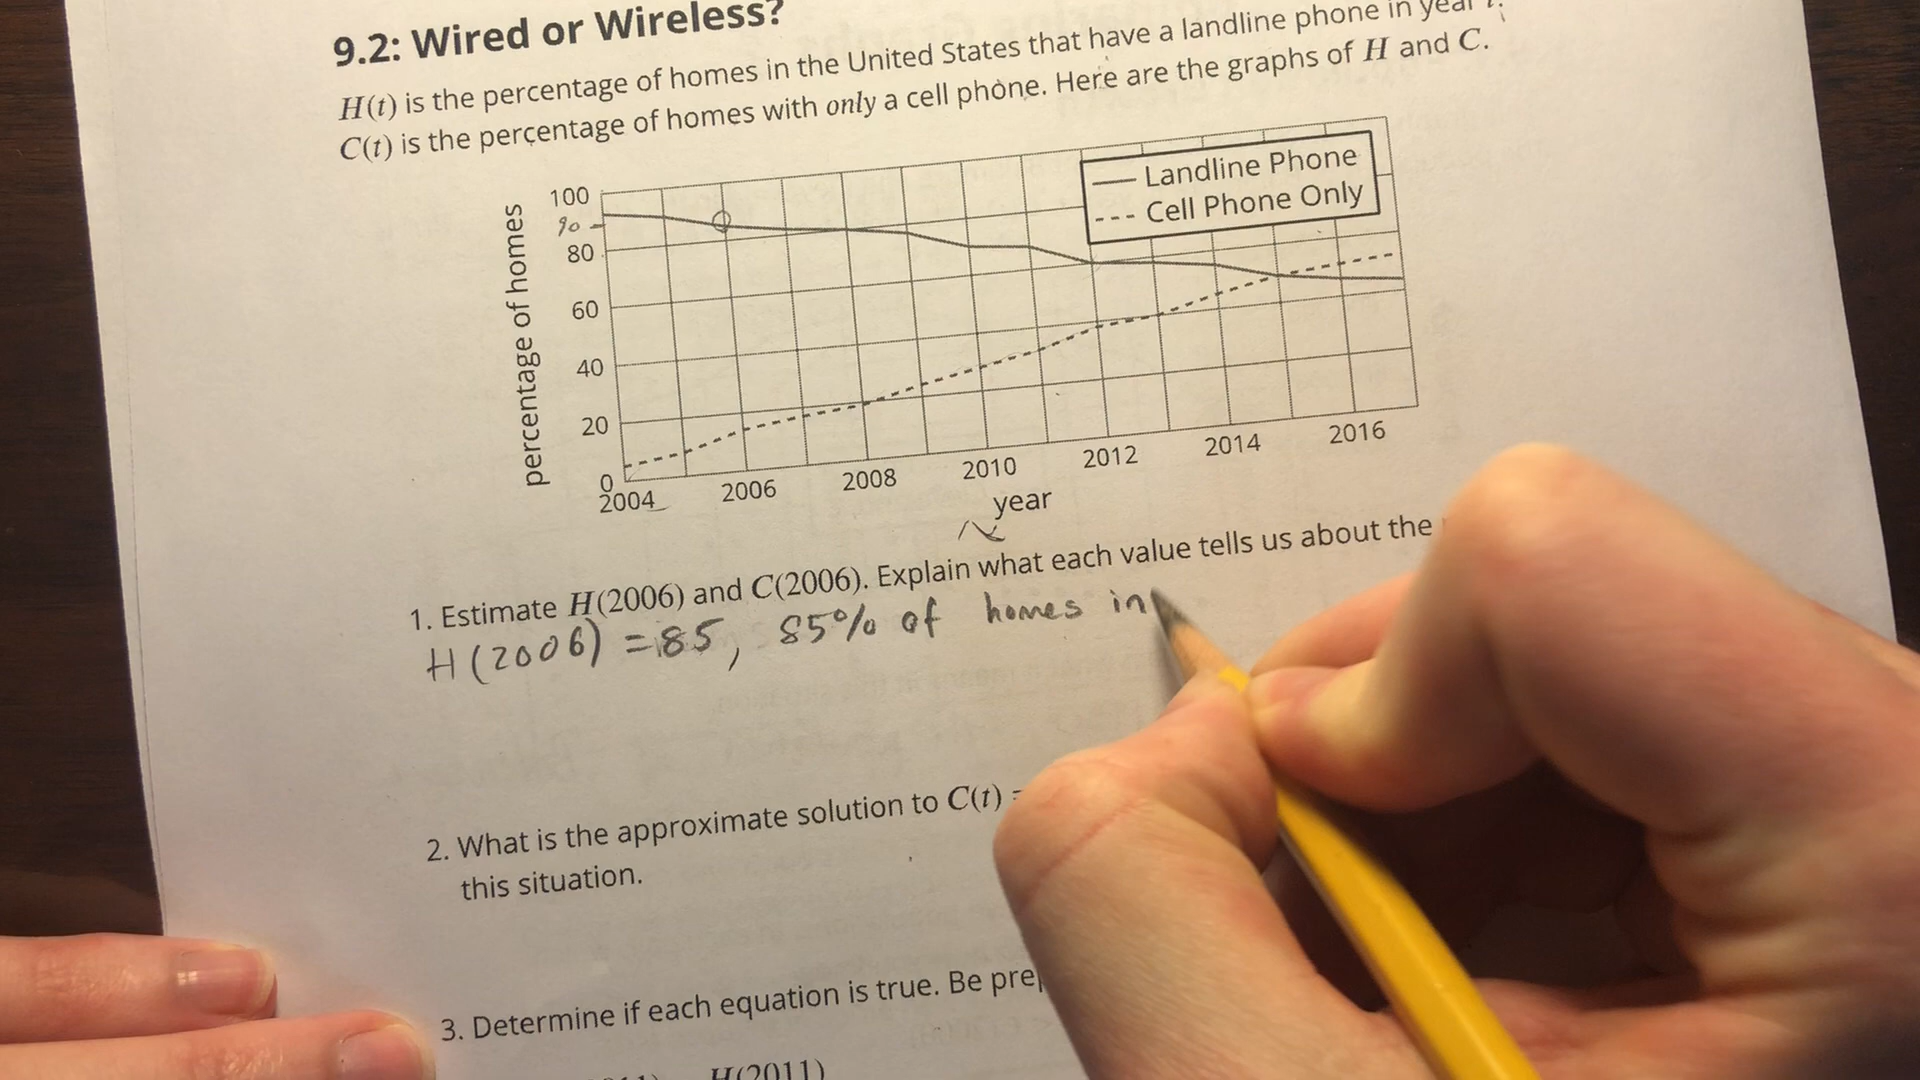 9.2: Wired or Wireless?
H(t) is the percentage of homes in the United States that have a landline phone in year t.
C(t) is the percentage of homes with only a cell phone. Here are the graphs of H and C.
Landline Phone
Cell Phone Only
percentage of homes
100
90
80
60
40
20
0
2004 2006 2008 2010 2012 2014 2016
year
1. Estimate H(2006) and C(2006). Explain what each value tells us about the
H(2006) = 85, 85% of homes in
2. What is the approximate solution to C(t) =
this situation.
3. Determine if each equation is true. Be
H(2011)